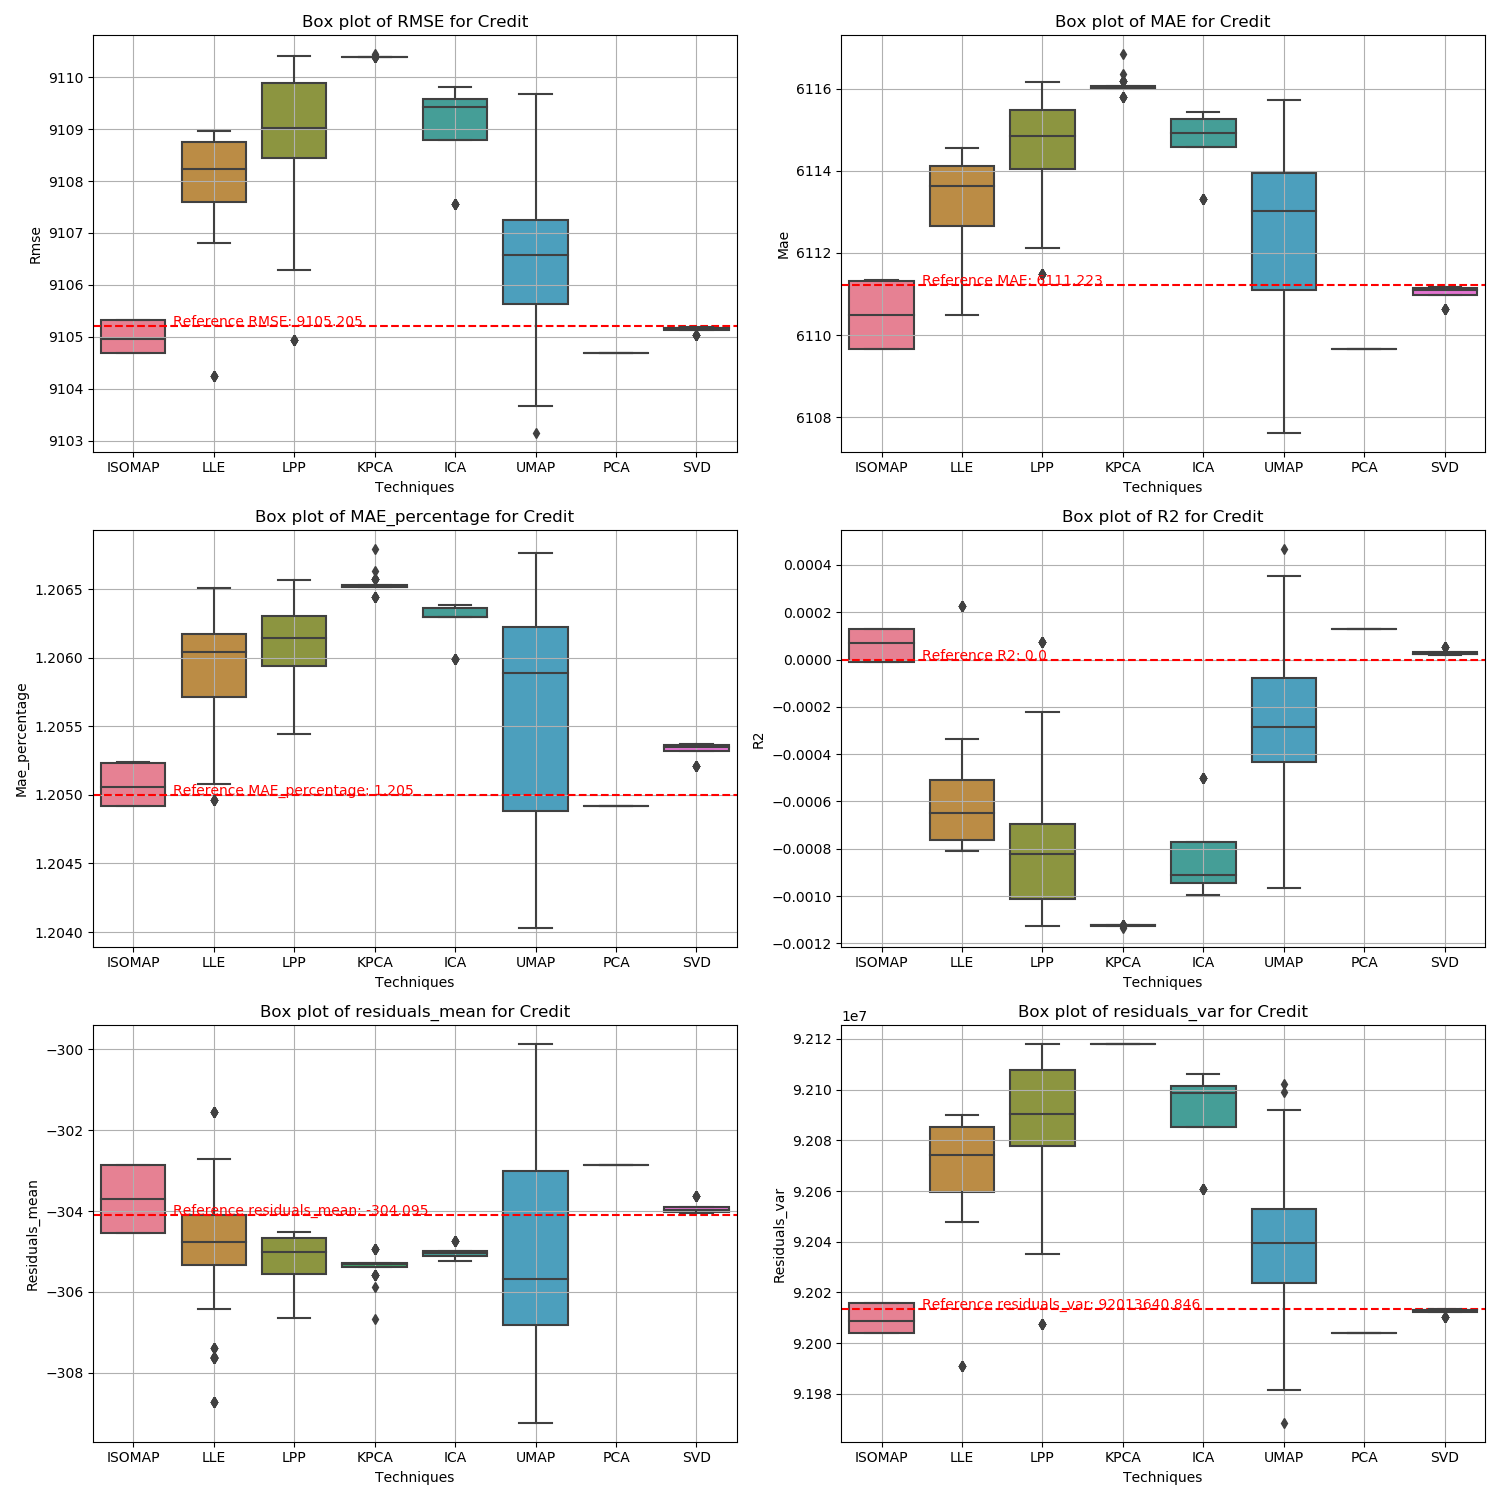 Box plot of RMSE for Credit
9110
9109
9108
9107
9106
9105
9104
9103
Rmse
Reference RMSE: 9105.205
ISOMAP LLE LPP KPCA ICA UMAP PCA SVD
Techniques
Box plot of MAE for Credit
6116
6114
6112
6110
6108
Mae
Reference MAE: 6111.223
ISOMAP LLE LPP KPCA ICA UMAP PCA SVD
Techniques
Box plot of MAE_percentage for Credit
1.2065
1.2060
1.2055
1.2050
1.2045
1.2040
Mae_percentage
Reference MAE_percentage: 1.205
ISOMAP LLE LPP KPCA ICA UMAP PCA SVD
Techniques
Box plot of R2 for Credit
0.0004
0.0002
0.0000
−0.0002
−0.0004
−0.0006
−0.0008
−0.0010
−0.0012
R2
Reference R2: 0.0
ISOMAP LLE LPP KPCA ICA UMAP PCA SVD
Techniques
Box plot of residuals_mean for Credit
−300
−302
−304
−306
−308
Residuals_mean
Reference residuals_mean: -304.095
ISOMAP LLE LPP KPCA ICA UMAP PCA SVD
Techniques
Box plot of residuals_var for Credit
1e7
9.212
9.210
9.208
9.206
9.204
9.202
9.200
9.198
Residuals_var
Reference residuals_var: 92013640.846
ISOMAP LLE LPP KPCA ICA UMAP PCA SVD
Techniques